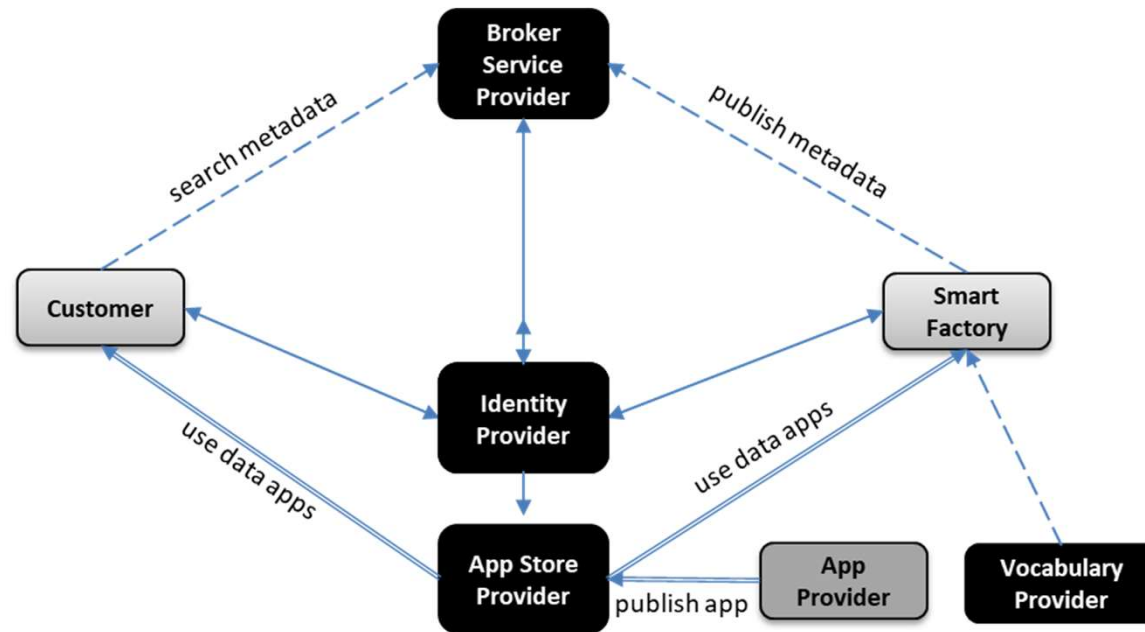 Broker
Service
Provider
search metadata
publish metadata
Customer
Smart
Factory
Identity
Provider
use data apps
use data apps
App Store
Provider
publish app
App
Provider
Vocabulary
Provider